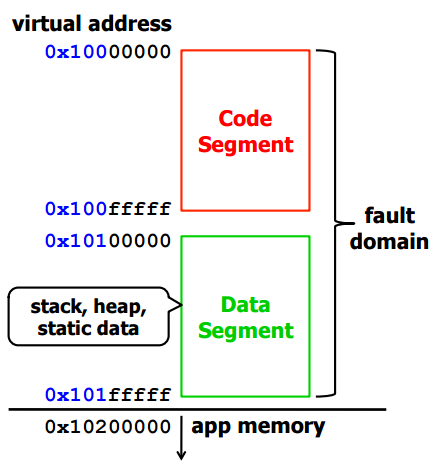 virtual address
0x10000000
Code
Segment
0x100fffff
fault
domain
0x10100000
stack, heap,
static data
Data
Segment
0x101fffff
0x10200000 app memory